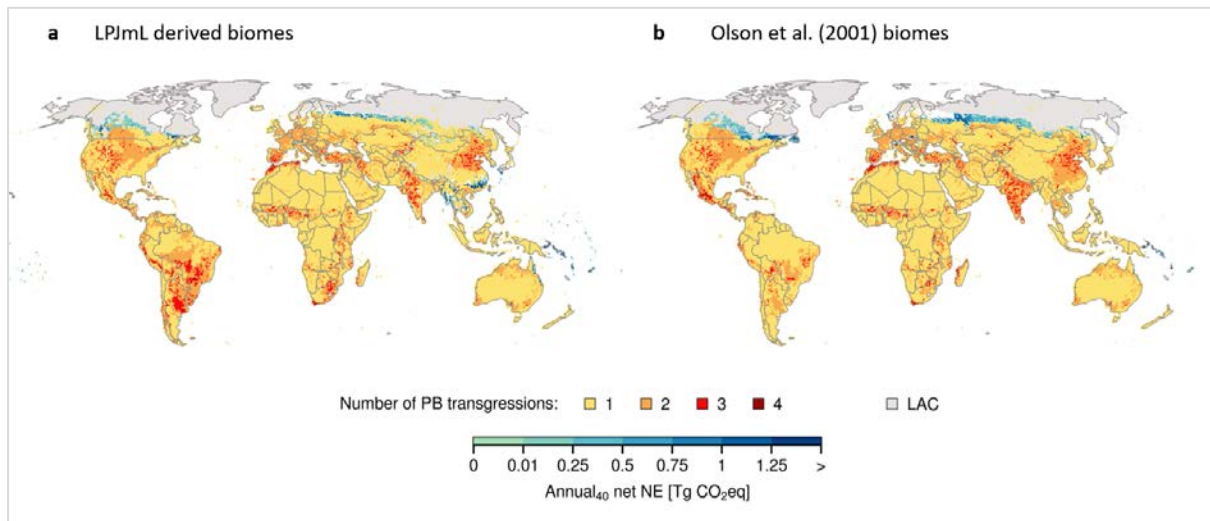 a LPJmL derived biomes
b Olson et al. (2001) biomes
Number of PB transgressions: 1 2 3 4 LAC
0 0.01 0.25 0.5 0.75 1 1.25 >
Annual₄₀ net NE [Tg CO₂eq]